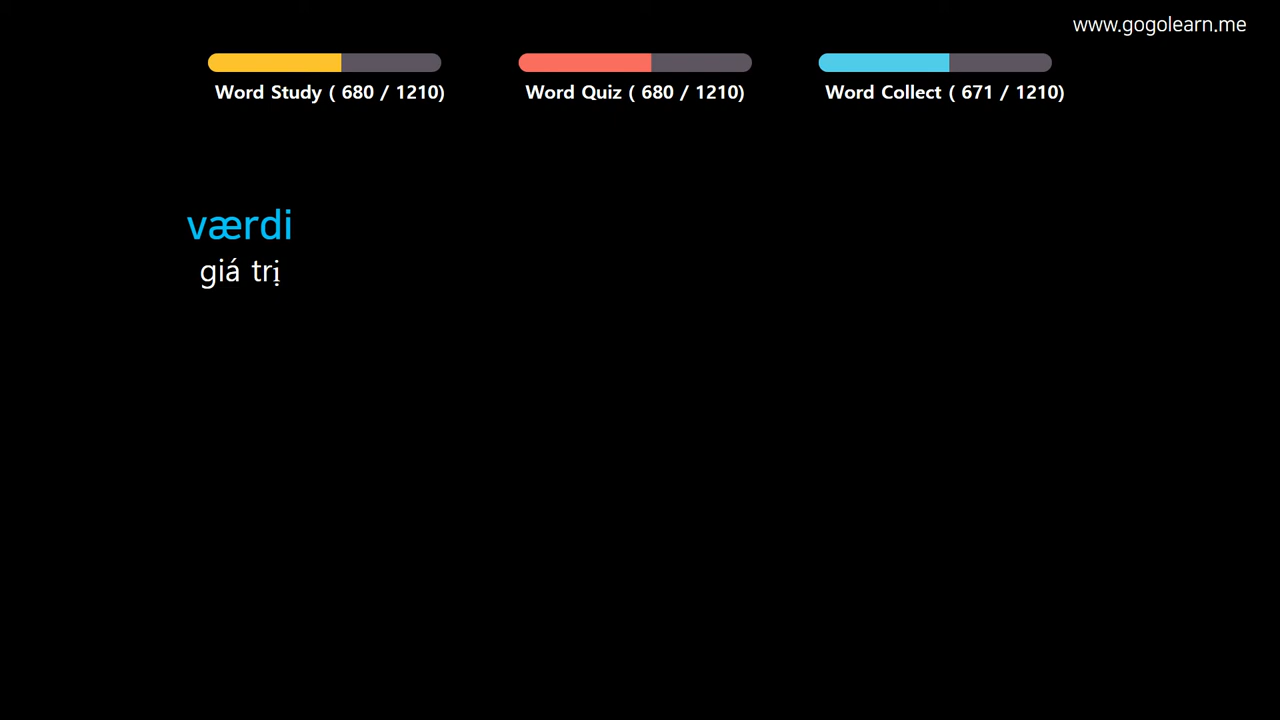 www.gogolearn.me
Word Study ( 680 / 1210)
Word Quiz ( 680 / 1210)
Word Collect ( 671 / 1210)
værdi
giá trị